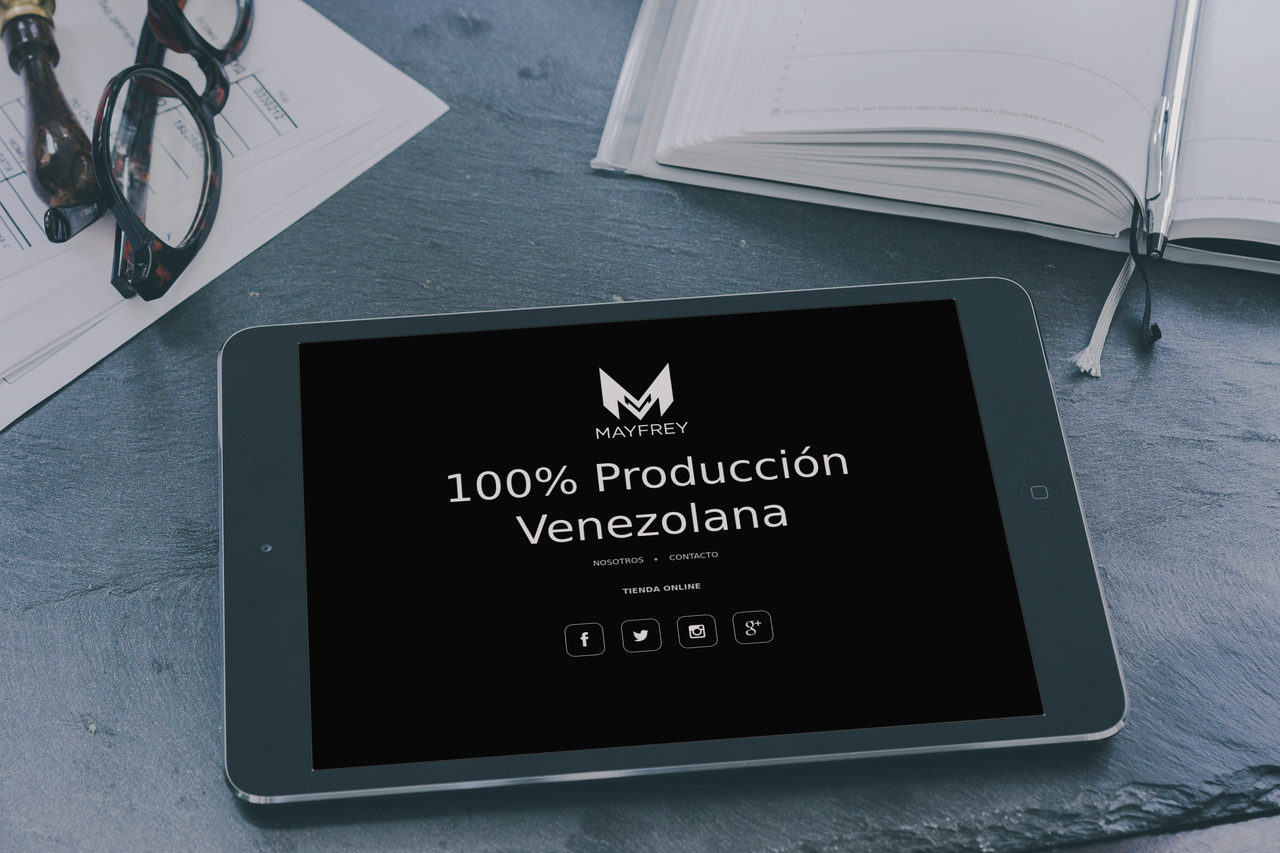 MAYFREY
100% Producción
Venezolana
NOSOTROS • CONTACTO
TIENDA ONLINE
f
g+